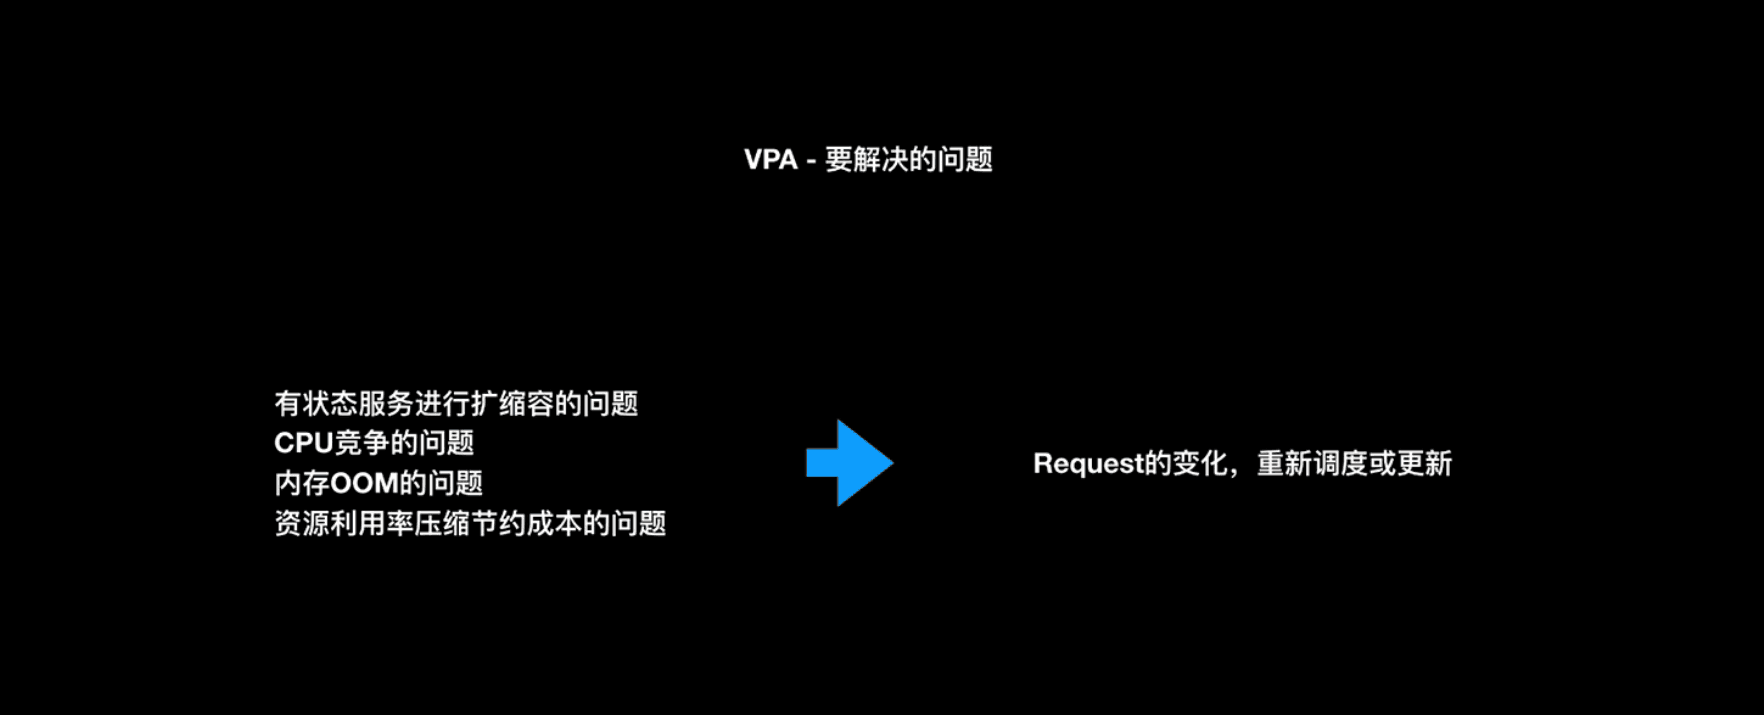 VPA - 要解决的问题
有状态服务进行扩缩容的问题
CPU竞争的问题
内存OOM的问题
资源利用率压缩节约成本的问题
Request的变化，重新调度或更新